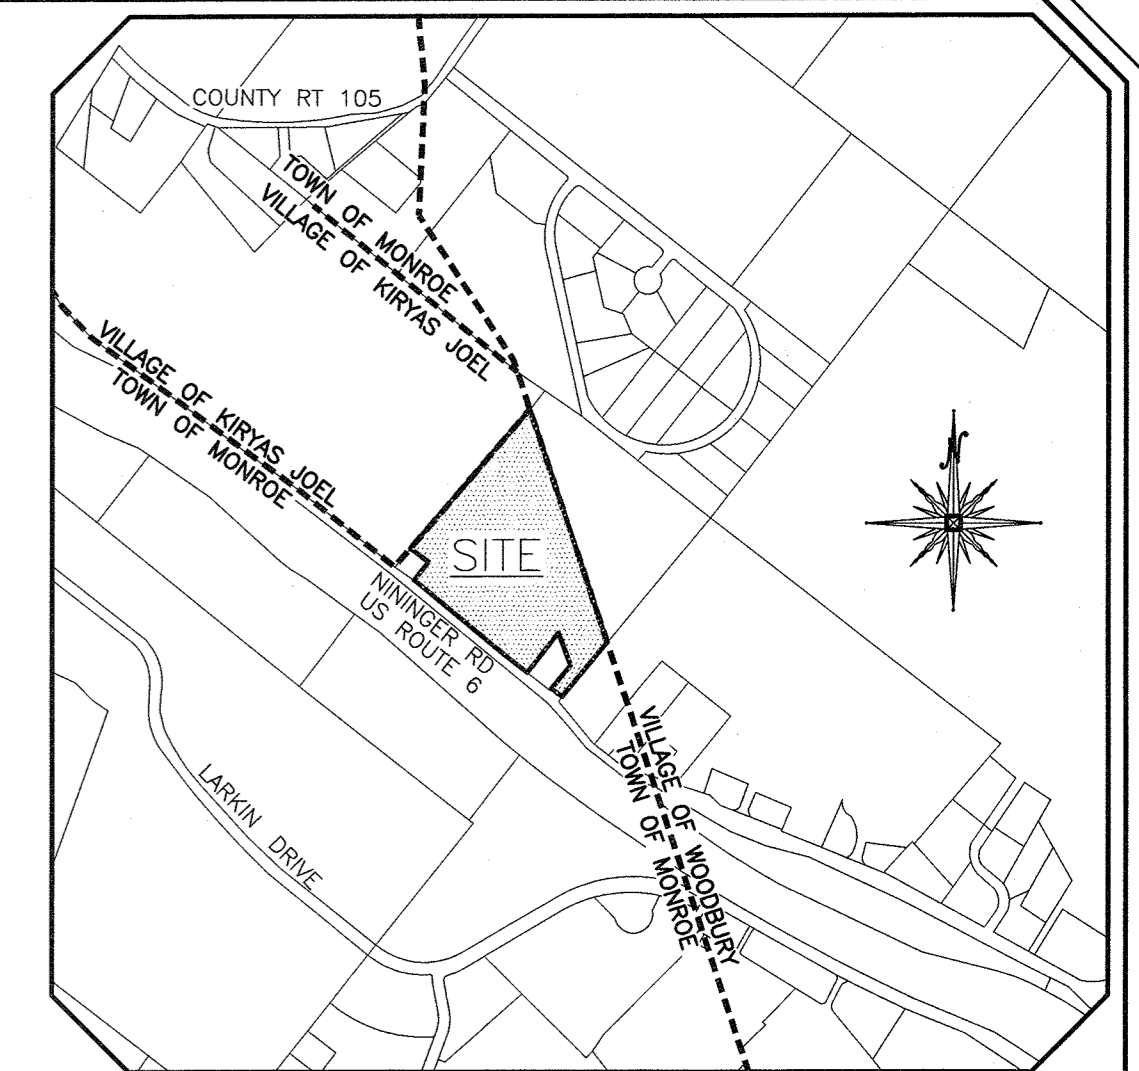 COUNTY RT 105
TOWN OF MONROE
VILLAGE OF KIRYAS JOEL
VILLAGE OF KIRYAS JOEL
TOWN OF MONROE
N
SITE
NININGER RD
US ROUTE 6
LARKIN DRIVE
VILLAGE OF WOODBURY
TOWN OF MONROE